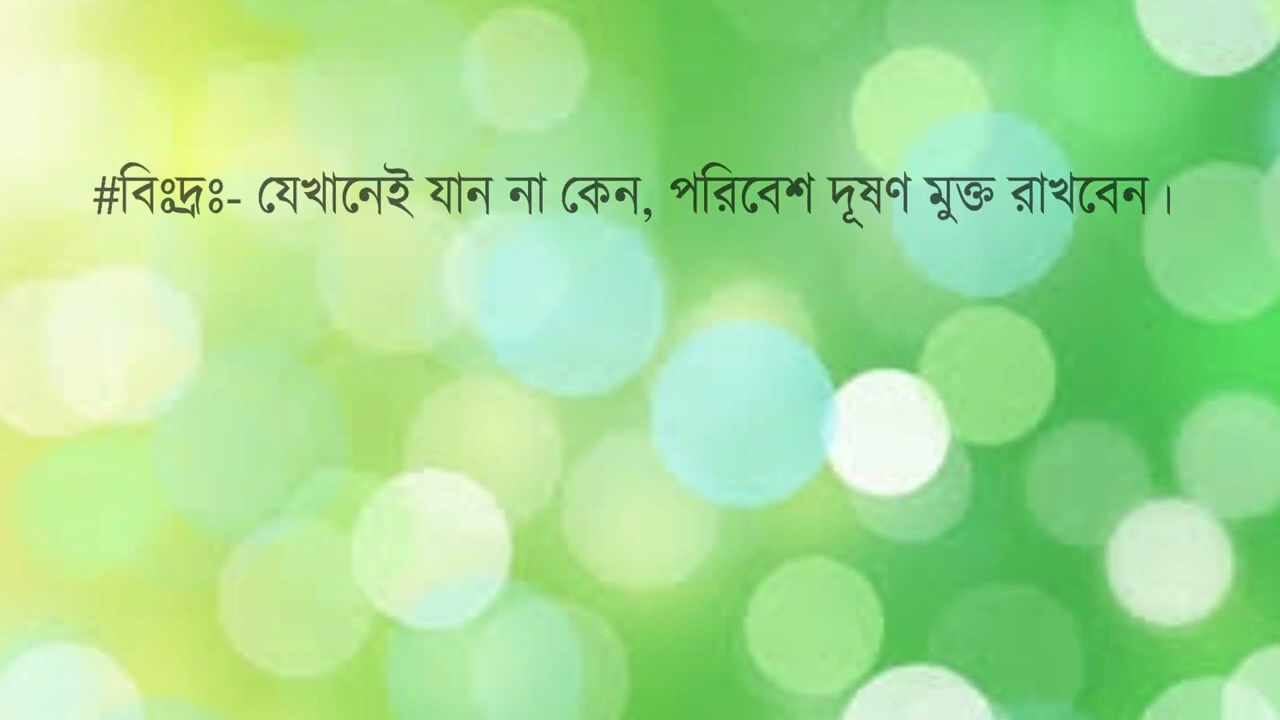 #বিঃদ্রঃ- যেখানেই যান না কেন, পরিবেশ দূষণ মুক্ত রাখবেন।